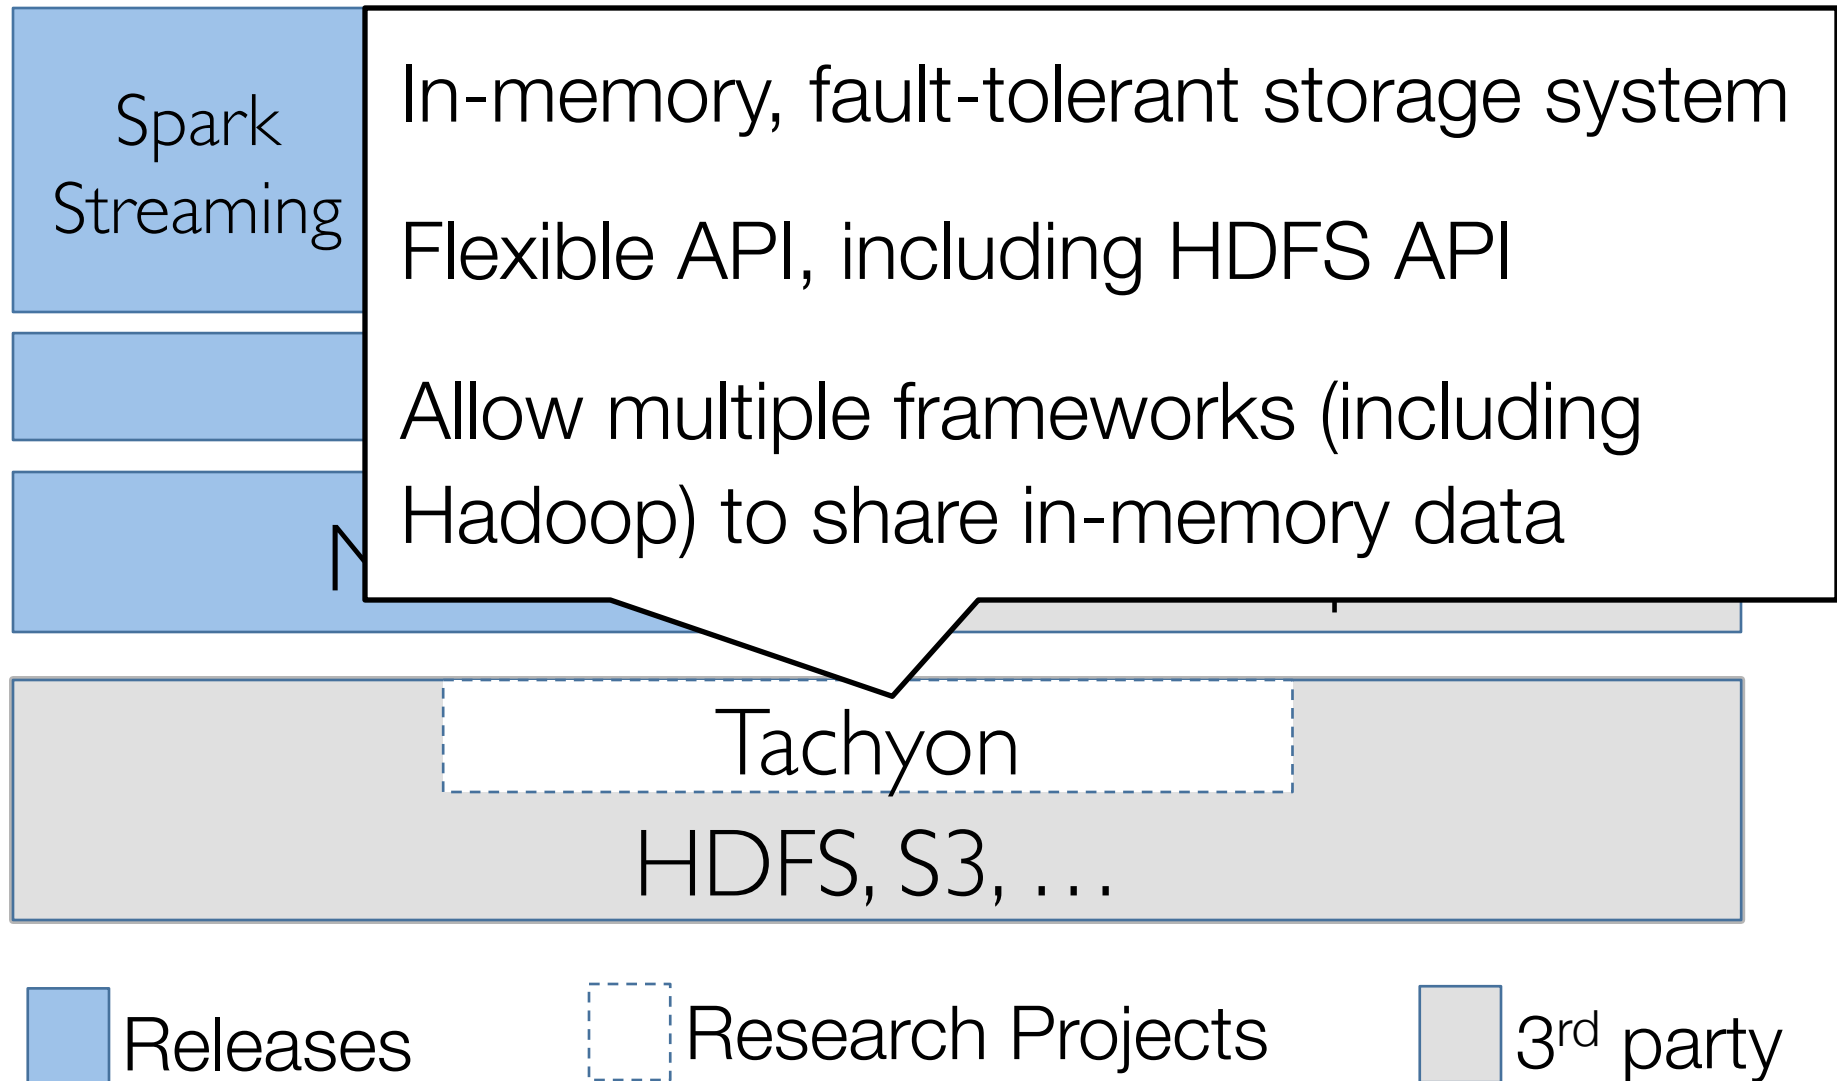 Spark
Streaming
In-memory, fault-tolerant storage system
Flexible API, including HDFS API
Allow multiple frameworks (including
Hadoop) to share in-memory data
Tachyon
HDFS, S3, …
Releases
Research Projects
3rd party